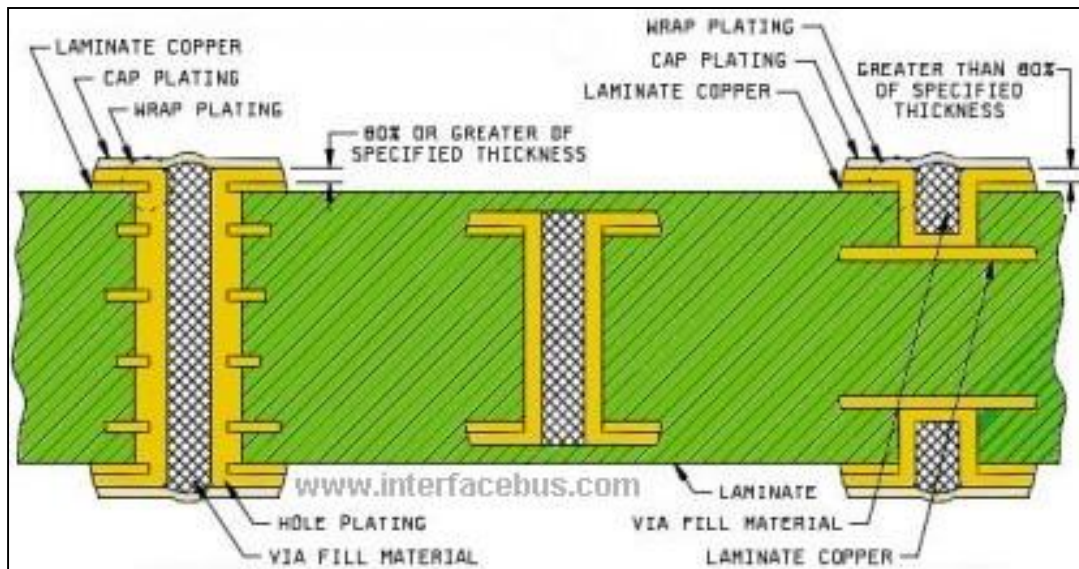 LAMINATE COPPER
CAP PLATING
WRAP PLATING
80% OR GREATER OF
SPECIFIED THICKNESS
WRAP PLATING
CAP PLATING
LAMINATE COPPER
GREATER THAN 80%
OF SPECIFIED
THICKNESS
www.interfacebus.com
HOLE PLATING
VIA FILL MATERIAL
LAMINATE
VIA FILL MATERIAL
LAMINATE COPPER